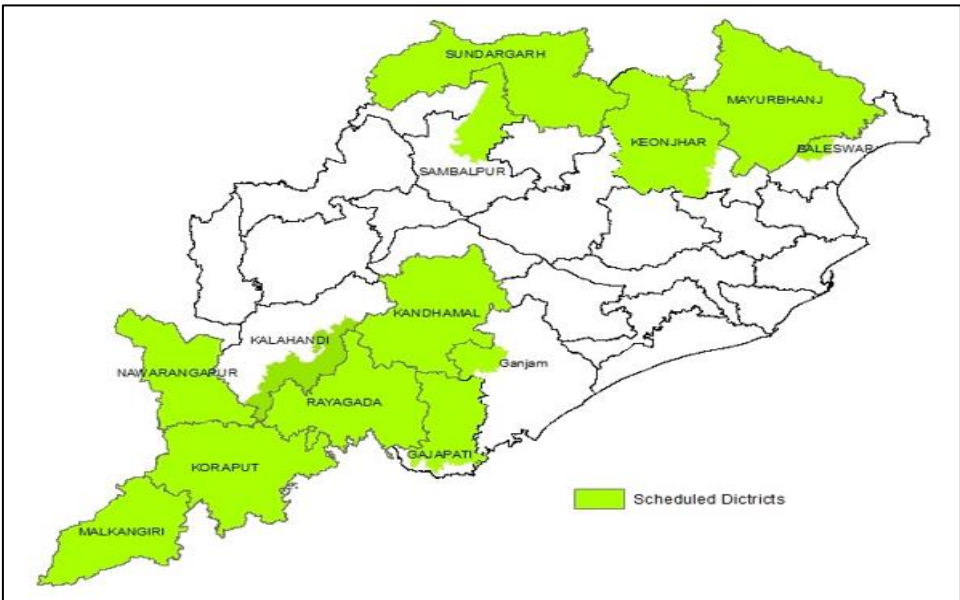 SUNDARGARH
MAYURBHANJ
KEONJHAR
BALESWAR
SAMBALPUR
KANDHAMAL
KALAHANDI
Ganjam
NAWARANGAPUR
RAYAGADA
GAJAPATI
KORAPUT
Scheduled Dictricts
MALKANGIRI